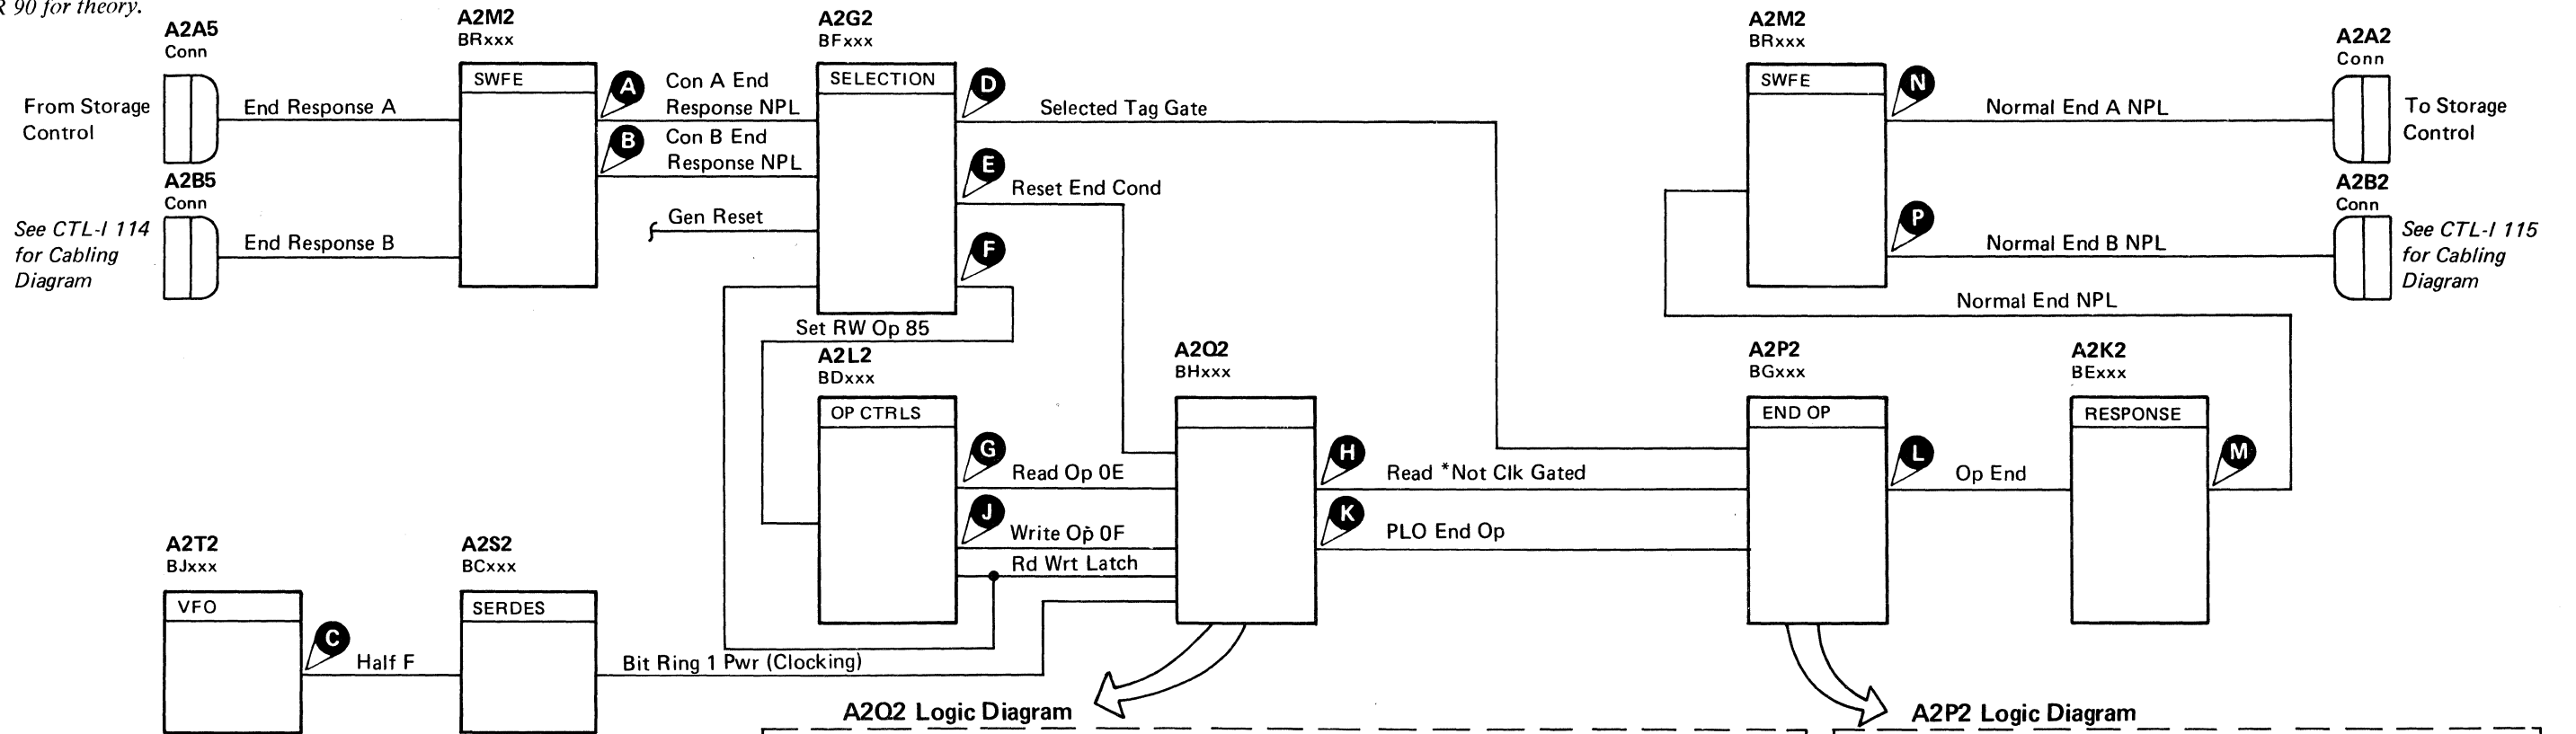 R 90 for theory.
A2A5
Conn
From Storage
Control
End Response A
A2B5
Conn
See CTL-I 114
for Cabling
Diagram
End Response B
A2M2
BRxxx
SWFE
A
Con A End
Response NPL
B
Con B End
Response NPL
Gen Reset
A2G2
BFxxx
SELECTION
D
Selected Tag Gate
E
Reset End Cond
F
Set RW Op 85
A2L2
BDxxx
OP CTRLS
G
Read Op 0E
J
Write Op 0F
Rd Wrt Latch
A2Q2
BHxxx
H
Read *Not Clk Gated
K
PLO End Op
A2T2
BJxxx
VFO
C
Half F
A2S2
BCxxx
SERDES
Bit Ring 1 Pwr (Clocking)
A2M2
BRxxx
SWFE
N
Normal End A NPL
P
Normal End B NPL
A2A2
Conn
To Storage
Control
A2B2
Conn
See CTL-I 115
for Cabling
Diagram
Normal End NPL
A2P2
BGxxx
END OP
L
Op End
A2K2
BExxx
RESPONSE
M
A2Q2 Logic Diagram
A2P2 Logic Diagram